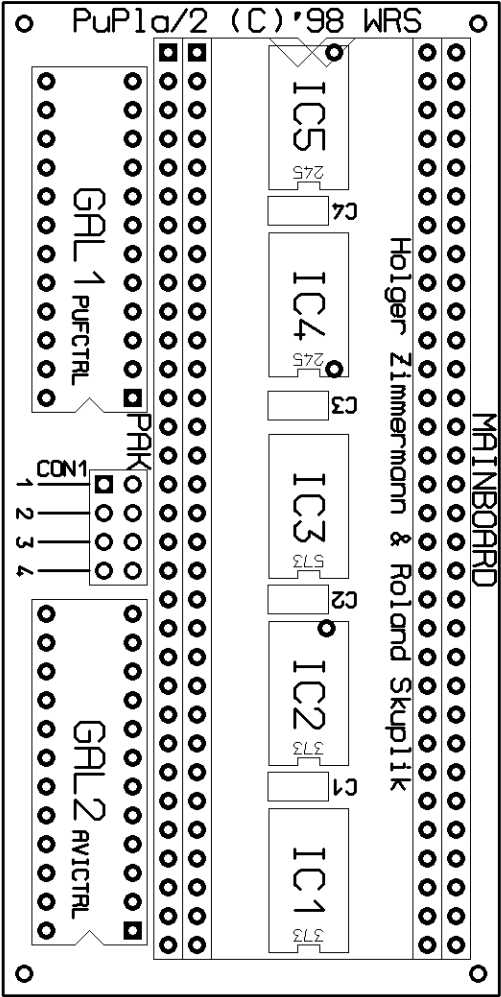 PuPla/2 (C)'98 WRS
IC5
245
C4
GAL 1 PUFCTRL
IC4
245
C3
Holger Zimmermann & Roland Skuplik
MAINBOARD
PAK
CON1
1
2
3
4
IC3
573
C2
IC2
373
C1
GAL2 AVICTRL
IC1
373